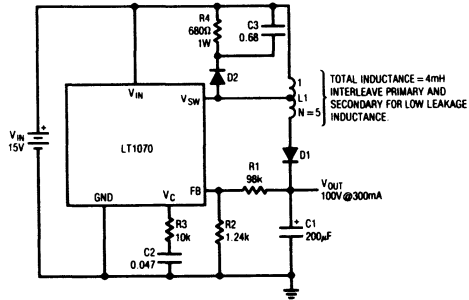 R4
680Ω
1W
C3
0.68
D2
1
L1
N = 5
TOTAL INDUCTANCE = 4mH
INTERLEAVE PRIMARY AND
SECONDARY FOR LOW LEAKAGE
INDUCTANCE.
VIN
VSW
VIN
15V
+
LT1070
D1
R1
98k
VOUT
100V@300mA
GND
VC
FB
R3
10k
R2
1.24k
+
C1
200µF
C2
0.047